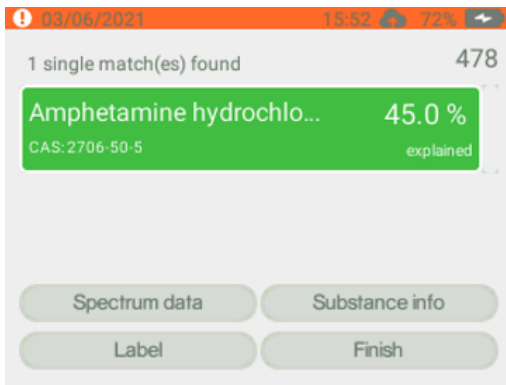 03/06/2021 15:52 72%
1 single match(es) found 478
Amphetamine hydrochlo... 45.0 %
CAS:2706-50-5 explained
Spectrum data Substance info
Label Finish